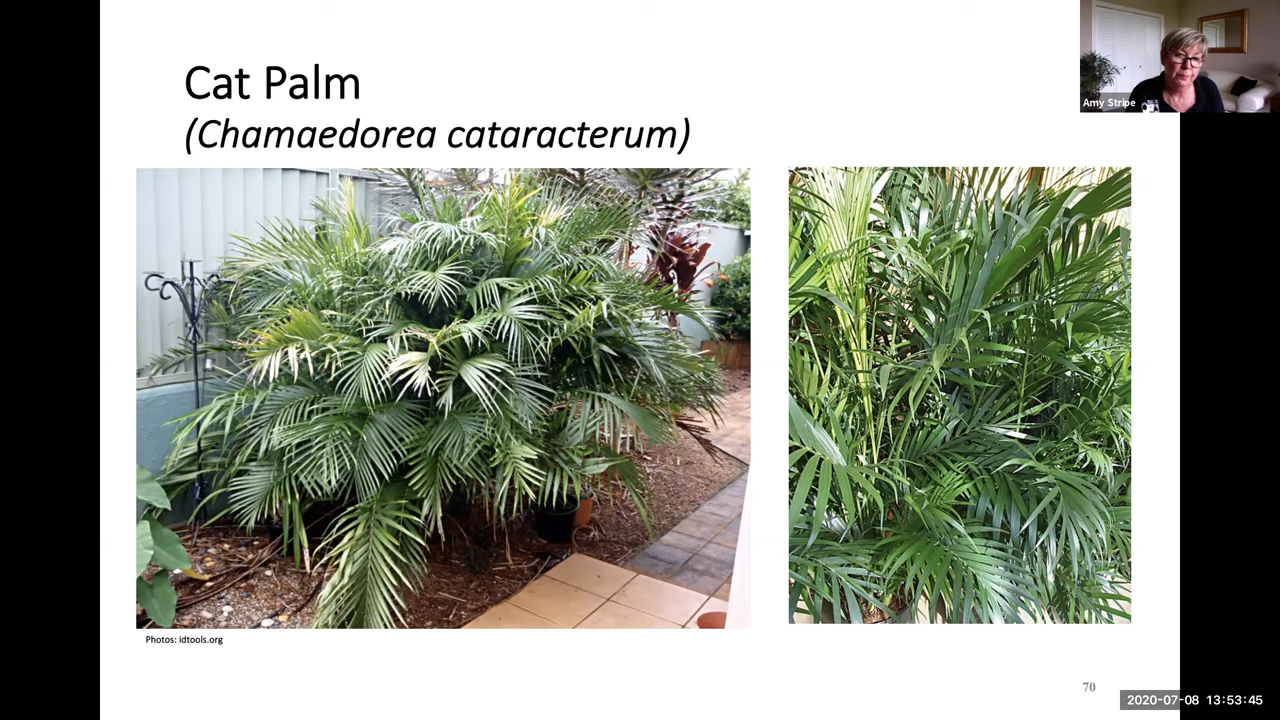 Cat Palm
(Chamaedorea cataracterum)
Amy Stripe
Photos: idtools.org
70
2020-07-08 13:53:45